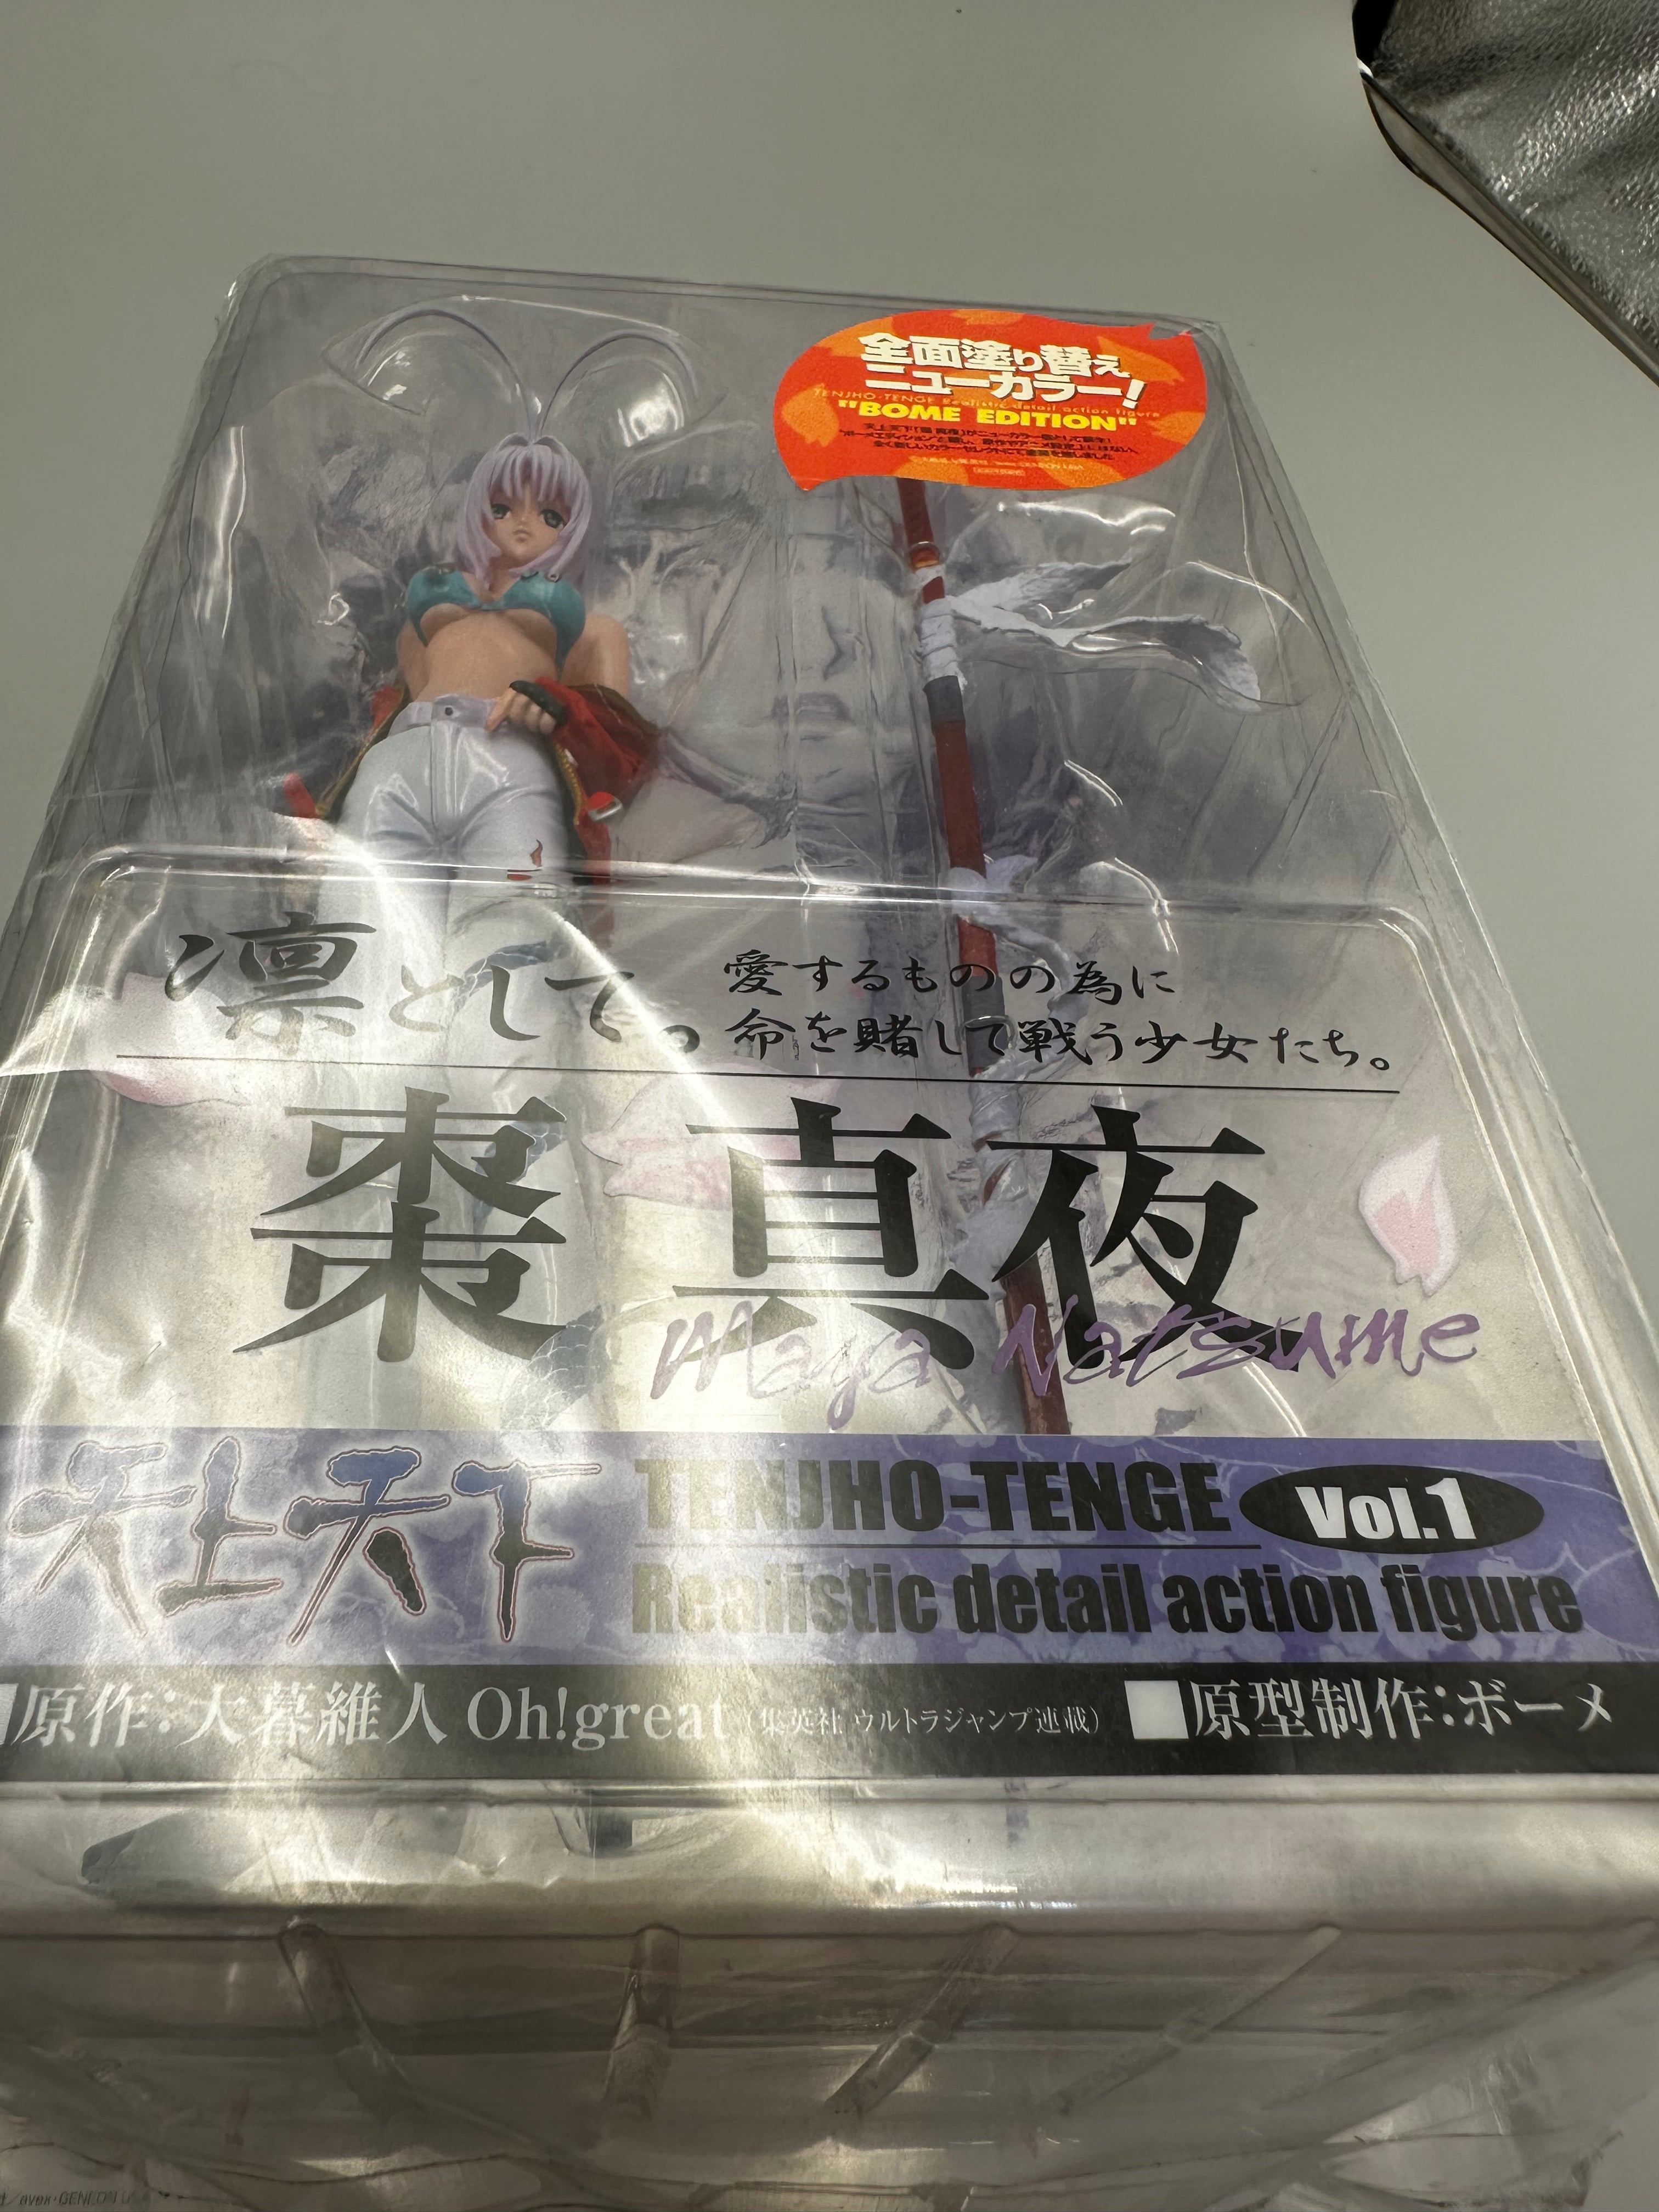 全面塗り替え
ニューカラー!
TENJHO-TENGE Realistic detail action figure
"BOME EDITION"
凛として。
愛するものの為に
命を賭して戦う少女たち。
棗 真夜
Maya Natsume
天上天下
TENJHO-TENGE Vol.1
Realistic detail action figure
■原作:大暮維人 Oh!great(集英社 ウルトラジャンプ連載) ■原型制作:ボーメ